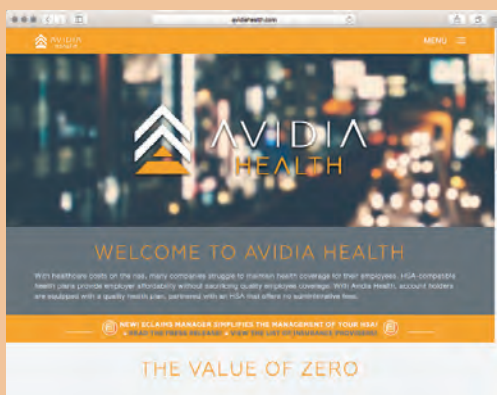 avidiahealth.com
AVIDIA
HEALTH
MENU
AVIDIA
HEALTH
WELCOME TO AVIDIA HEALTH
With healthcare costs on the rise, many companies struggle to maintain health coverage for their employees. HSA-compatible
health plans provide employer affordability without sacrificing quality employee coverage. With Avidia Health, account holders
are equipped with a quality health plan, partnered with an HSA that offers no administrative fees.
NEW! ECLAIMS MANAGER SIMPLIFIES THE MANAGEMENT OF YOUR HSA!
• READ THE PRESS RELEASE! • VIEW THE LIST OF INSURANCE PROVIDERS!
THE VALUE OF ZERO